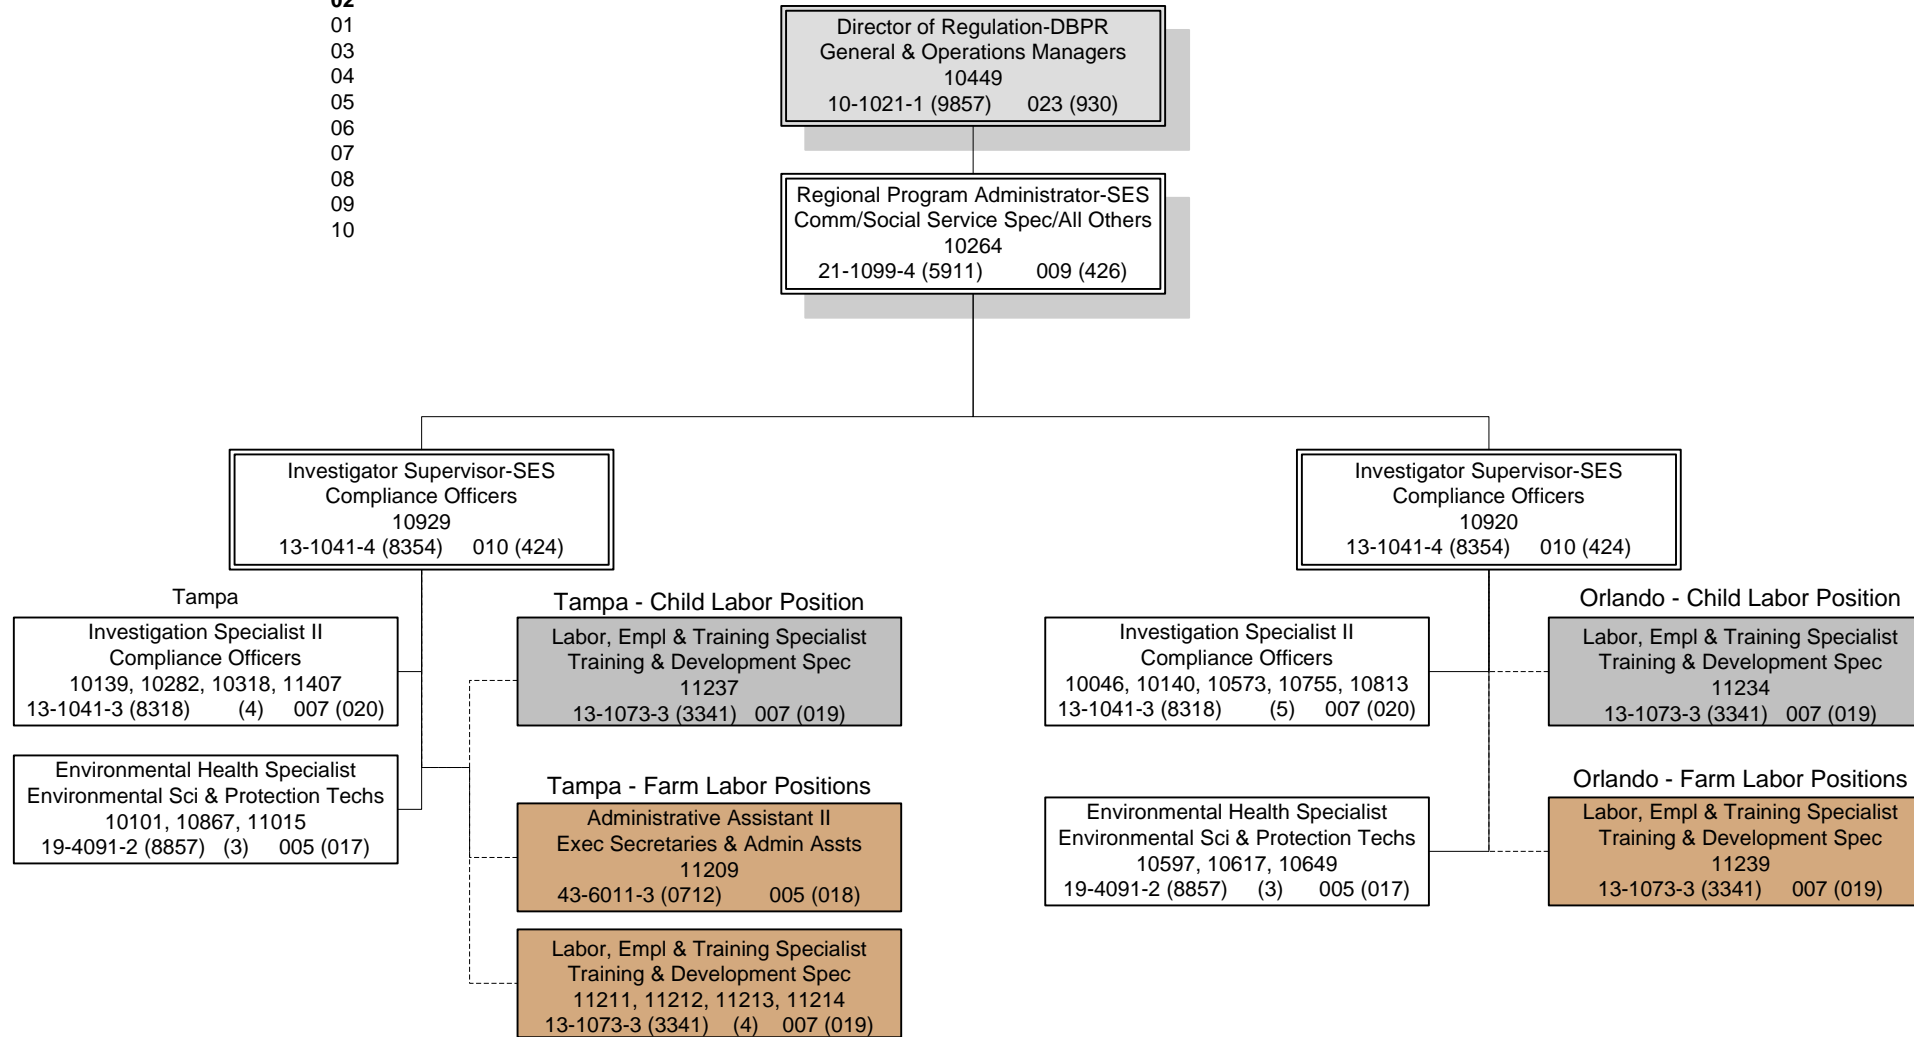 02
01
03
04
05
06
07
08
09
10
Director of Regulation-DBPR
General & Operations Managers
10449
10-1021-1 (9857) 023 (930)
Regional Program Administrator-SES
Comm/Social Service Spec/All Others
10264
21-1099-4 (5911) 009 (426)
Investigator Supervisor-SES
Compliance Officers
10929
13-1041-4 (8354) 010 (424)
Tampa
Investigation Specialist II
Compliance Officers
10139, 10282, 10318, 11407
13-1041-3 (8318) (4) 007 (020)
Environmental Health Specialist
Environmental Sci & Protection Techs
10101, 10867, 11015
19-4091-2 (8857) (3) 005 (017)
Tampa - Child Labor Position
Labor, Empl & Training Specialist
Training & Development Spec
11237
13-1073-3 (3341) 007 (019)
Tampa - Farm Labor Positions
Administrative Assistant II
Exec Secretaries & Admin Assts
11209
43-6011-3 (0712) 005 (018)
Labor, Empl & Training Specialist
Training & Development Spec
11211, 11212, 11213, 11214
13-1073-3 (3341) (4) 007 (019)
Investigator Supervisor-SES
Compliance Officers
10920
13-1041-4 (8354) 010 (424)
Investigation Specialist II
Compliance Officers
10046, 10140, 10573, 10755, 10813
13-1041-3 (8318) (5) 007 (020)
Environmental Health Specialist
Environmental Sci & Protection Techs
10597, 10617, 10649
19-4091-2 (8857) (3) 005 (017)
Orlando - Child Labor Position
Labor, Empl & Training Specialist
Training & Development Spec
11234
13-1073-3 (3341) 007 (019)
Orlando - Farm Labor Positions
Labor, Empl & Training Specialist
Training & Development Spec
11239
13-1073-3 (3341) 007 (019)